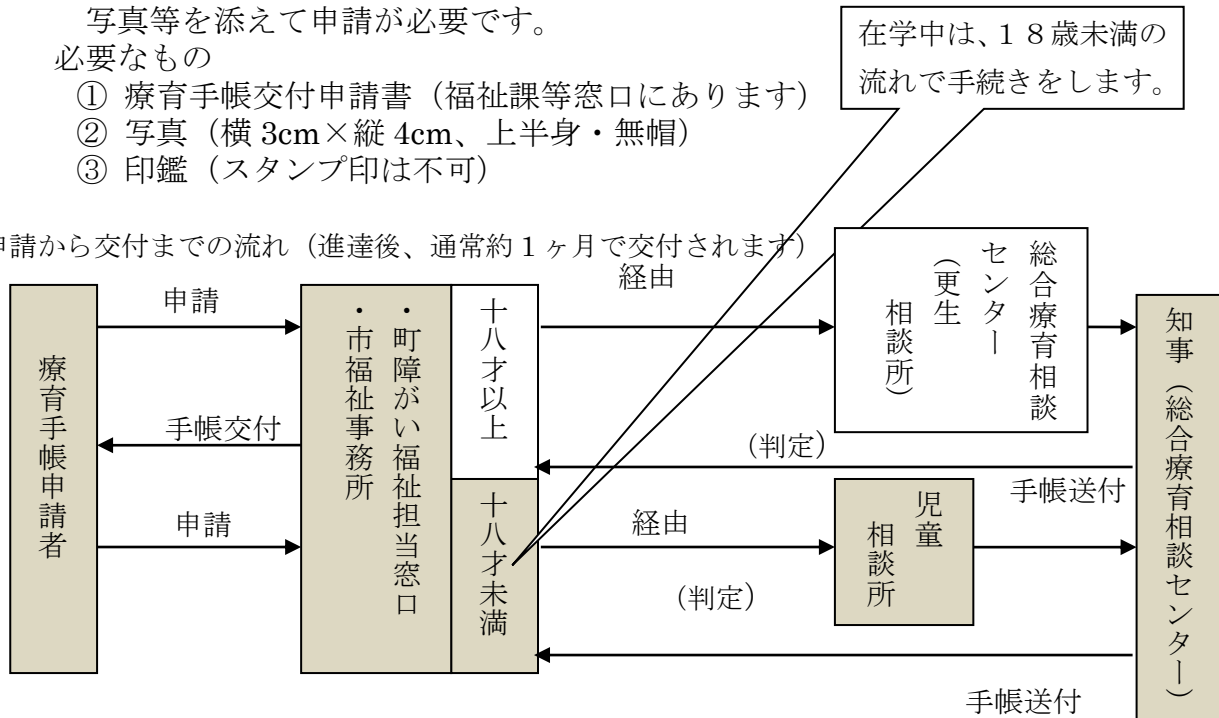 写真等を添えて申請が必要です。
必要なもの
① 療育手帳交付申請書（福祉課等窓口にあります）
② 写真（横 3cm×縦 4cm、上半身・無帽）
③ 印鑑（スタンプ印は不可）
在学中は、１８歳未満の
流れで手続きをします。
申請から交付までの流れ（進達後、通常約 1 ヶ月で交付されます）
療育手帳申請者
申請
手帳交付
申請
・町障がい福祉担当窓口
・市福祉事務所
十八才以上
十八才未満
経由
総合療育相談
センター
（更生
相談所）
(判定）
手帳送付
経由
児童
相談所
（判定）
手帳送付
知事（総合療育相談センター）